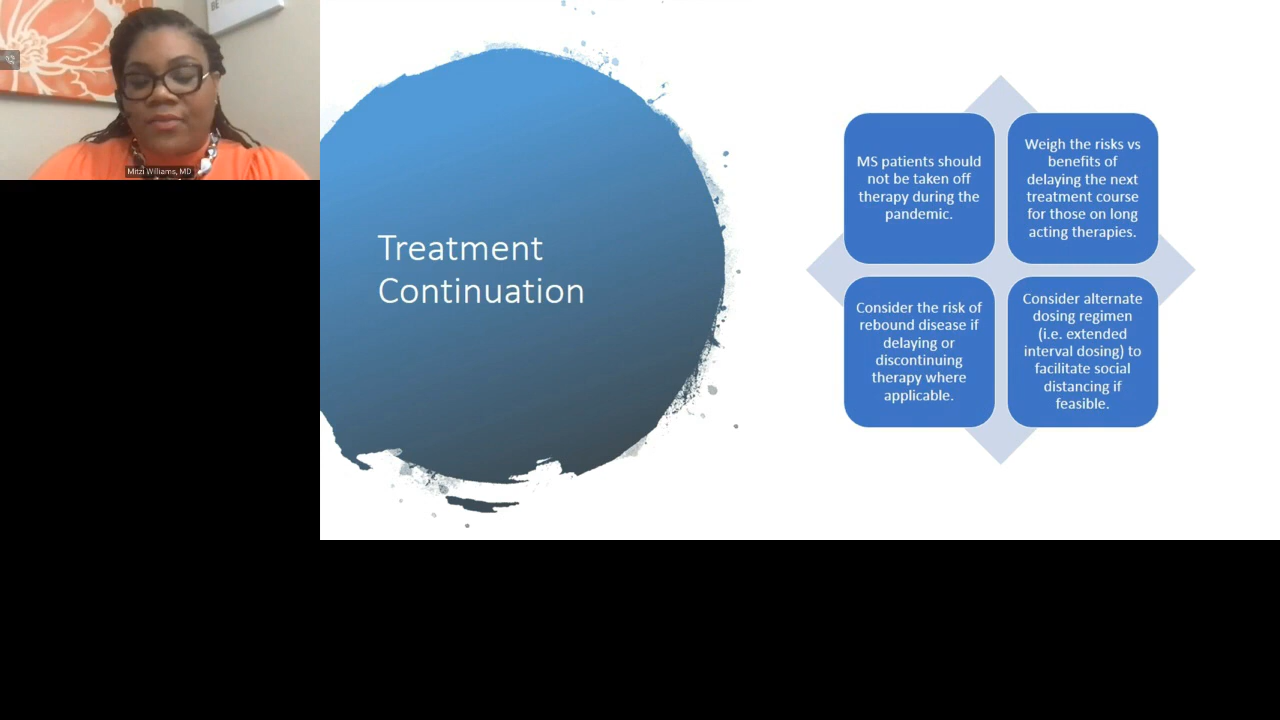 BE
Mitzi Williams, MD
Treatment
Continuation
MS patients should
not be taken off
therapy during the
pandemic.
Weigh the risks vs
benefits of
delaying the next
treatment course
for those on long
acting therapies.
Consider the risk of
rebound disease if
delaying or
discontinuing
therapy where
applicable.
Consider alternate
dosing regimen
(i.e. extended
interval dosing) to
facilitate social
distancing if
feasible.